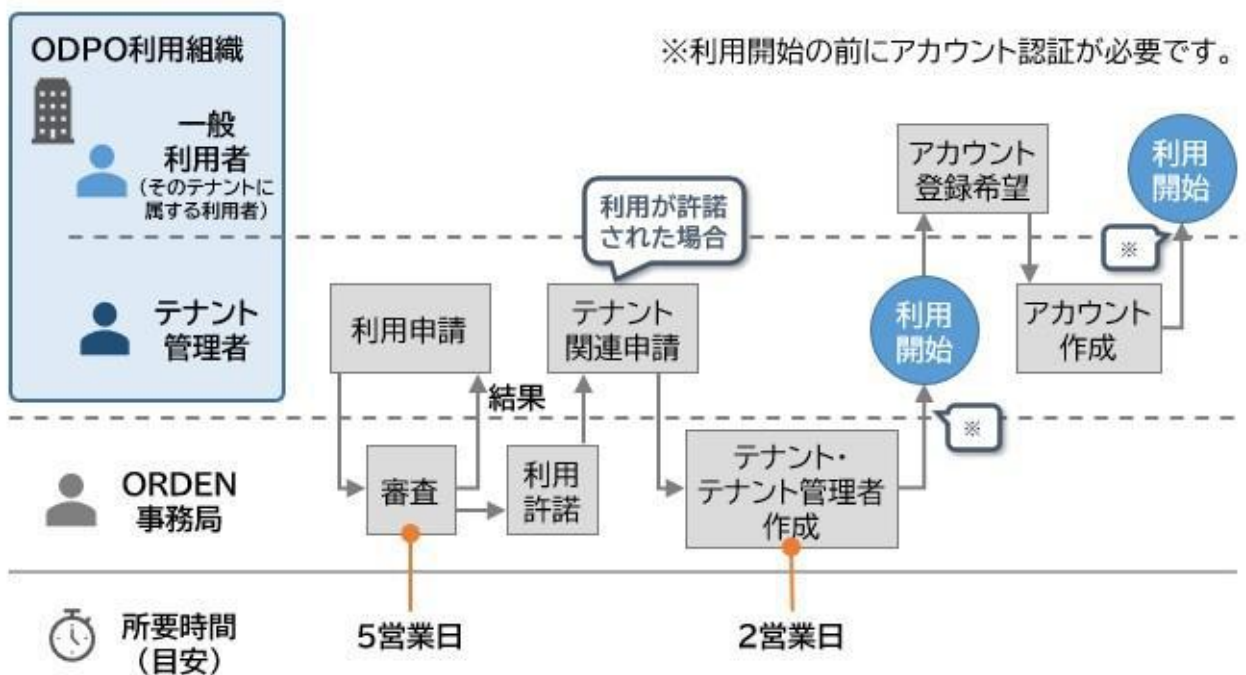 ODPO利用組織
※利用開始の前にアカウント認証が必要です。
一般
利用者
(そのテナントに
属する利用者)
アカウント
登録希望
利用
開始
利用が許諾
された場合
※
テナント
管理者
利用申請
テナント
関連申請
利用
開始
アカウント
作成
結果
※
ORDEN
事務局
審査
利用
許諾
テナント・
テナント管理者
作成
所要時間
(目安)
5営業日
2営業日